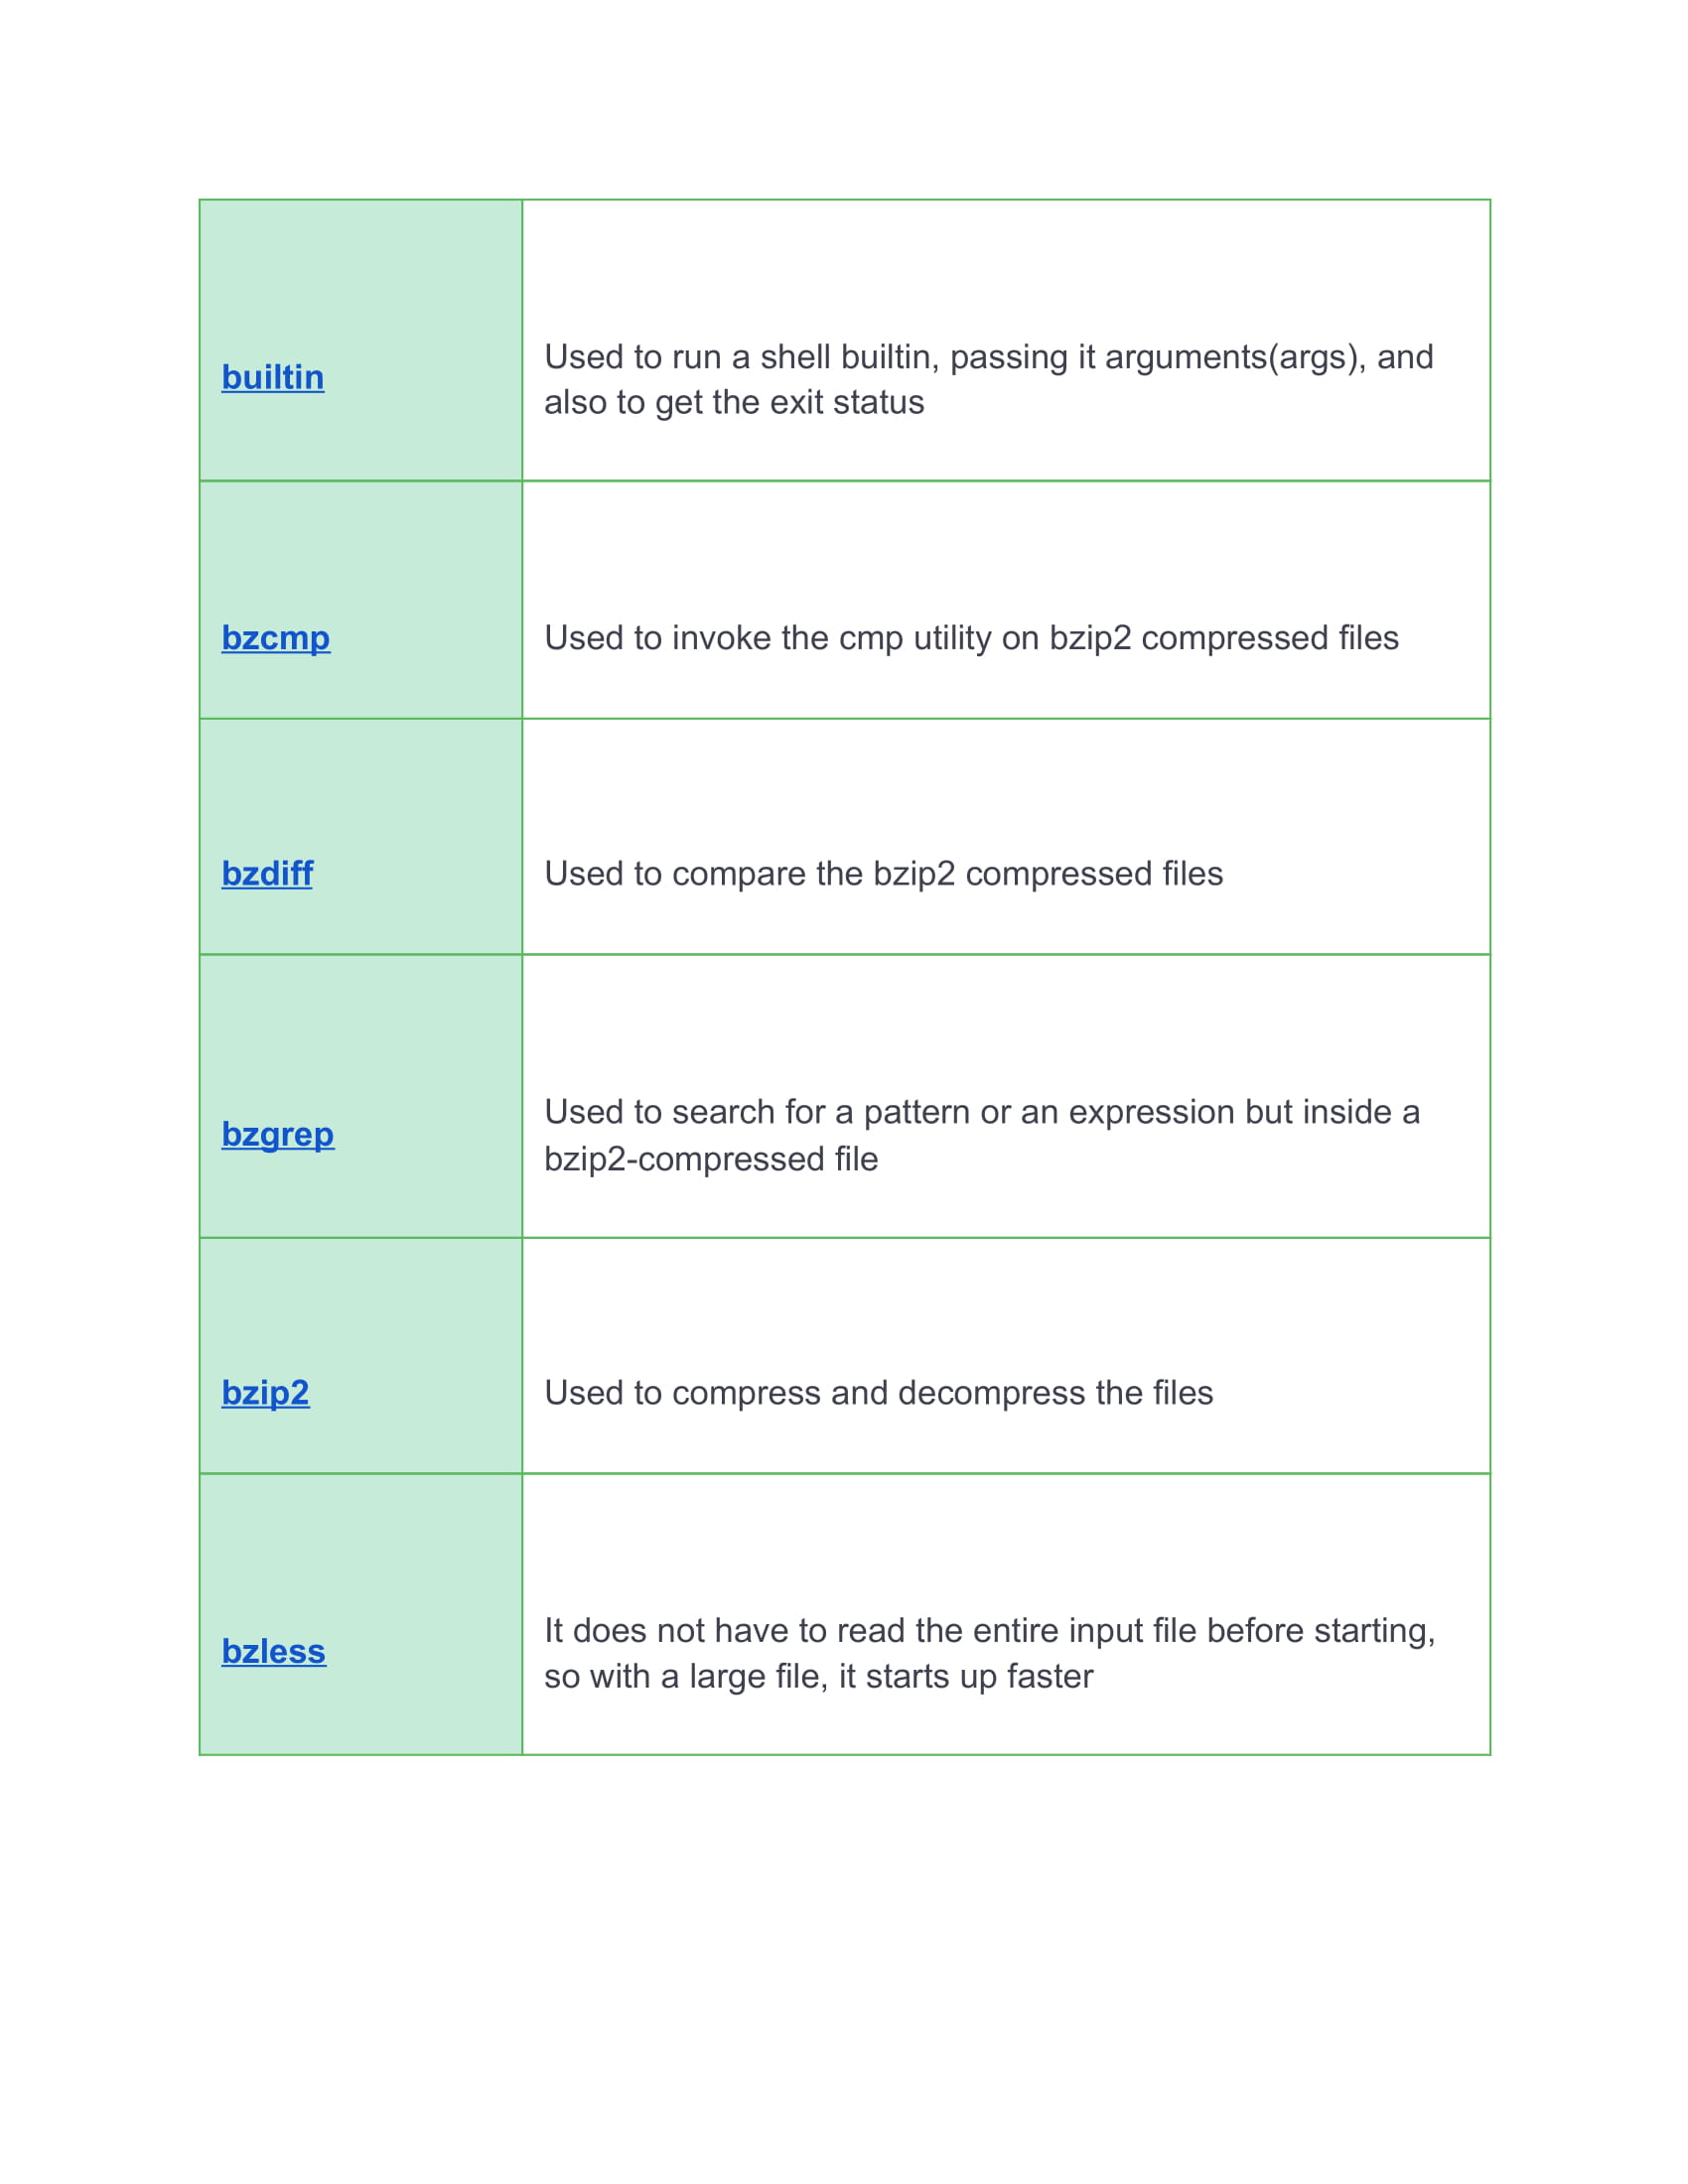 builtin
Used to run a shell builtin, passing it arguments(args), and
also to get the exit status
bzcmp
Used to invoke the cmp utility on bzip2 compressed files
bzdiff
Used to compare the bzip2 compressed files
bzgrep
Used to search for a pattern or an expression but inside a
bzip2-compressed file
bzip2
Used to compress and decompress the files
bzless
It does not have to read the entire input file before starting,
so with a large file, it starts up faster